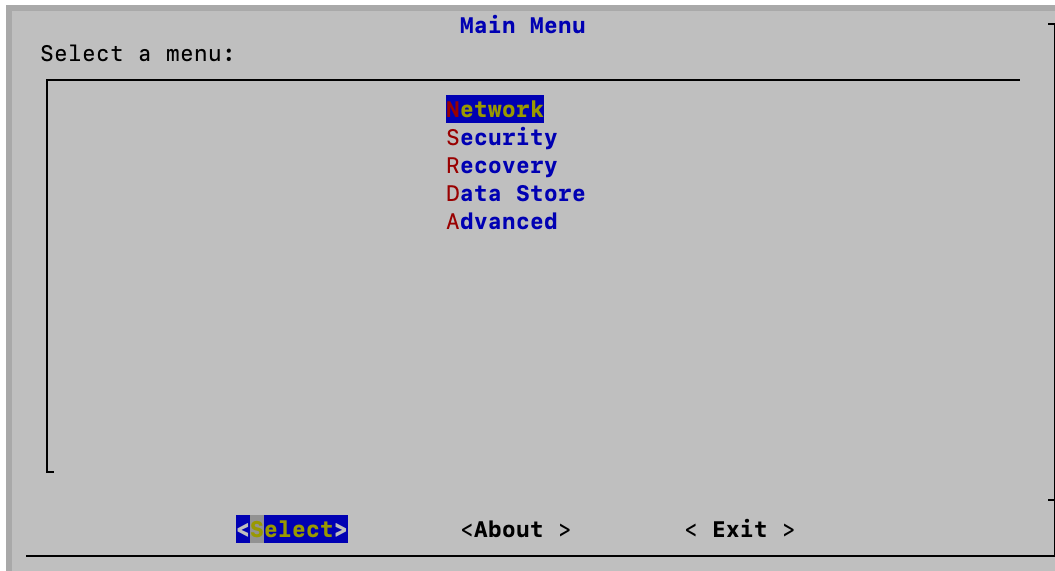 Main Menu
Select a menu:
Network
Security
Recovery
Data Store
Advanced
<Select> <About > < Exit >